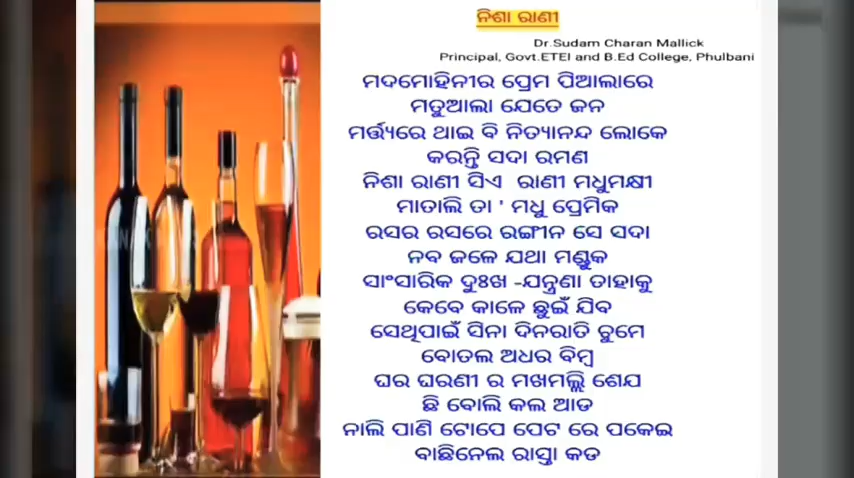 ନିଶା ରାଣୀ
Dr.Sudam Charan Mallick
Principal, Govt.ETEI and B.Ed College, Phulbani
ମଦମୋହିନୀର ପ୍ରେମ ପିଆଲାରେ
ମତୁଆଲା ଯେତେ ଜନ
ମର୍ତ୍ତ୍ୟରେ ଥାଇ ବି ନିତ୍ୟାନନ୍ଦ ଲୋକେ
କରନ୍ତି ସଦା ରମଣ
ନିଶା ରାଣୀ ସିଏ ରାଣୀ ମଧୁମକ୍ଷୀ
ମାତାଲି ତା ' ମଧୁ ପ୍ରେମିକ
ରସର ରସରେ ରଙ୍ଗୀନ ସେ ସଦା
ନବ ଜଳେ ଯଥା ମଣ୍ଡୁକ
ସାଂସାରିକ ଦୁଃଖ -ଯନ୍ତ୍ରଣା ତାହାକୁ
କେବେ କାଳେ ଛୁଇଁ ଯିବ
ସେଥିପାଇଁ ସିନା ଦିନରାତି ଚୁମେ
ବୋତଲ ଅଧର ବିମ୍ବ
ଘର ଘରଣୀ ର ମଖମଲ୍ଲି ଶେଯ
ଛି ବୋଲି କଲ ଆଡ
ନାଲି ପାଣି ଟୋପେ ପେଟ ରେ ପକେଇ
ବାଛିନେଲ ରାସ୍ତା କଡ